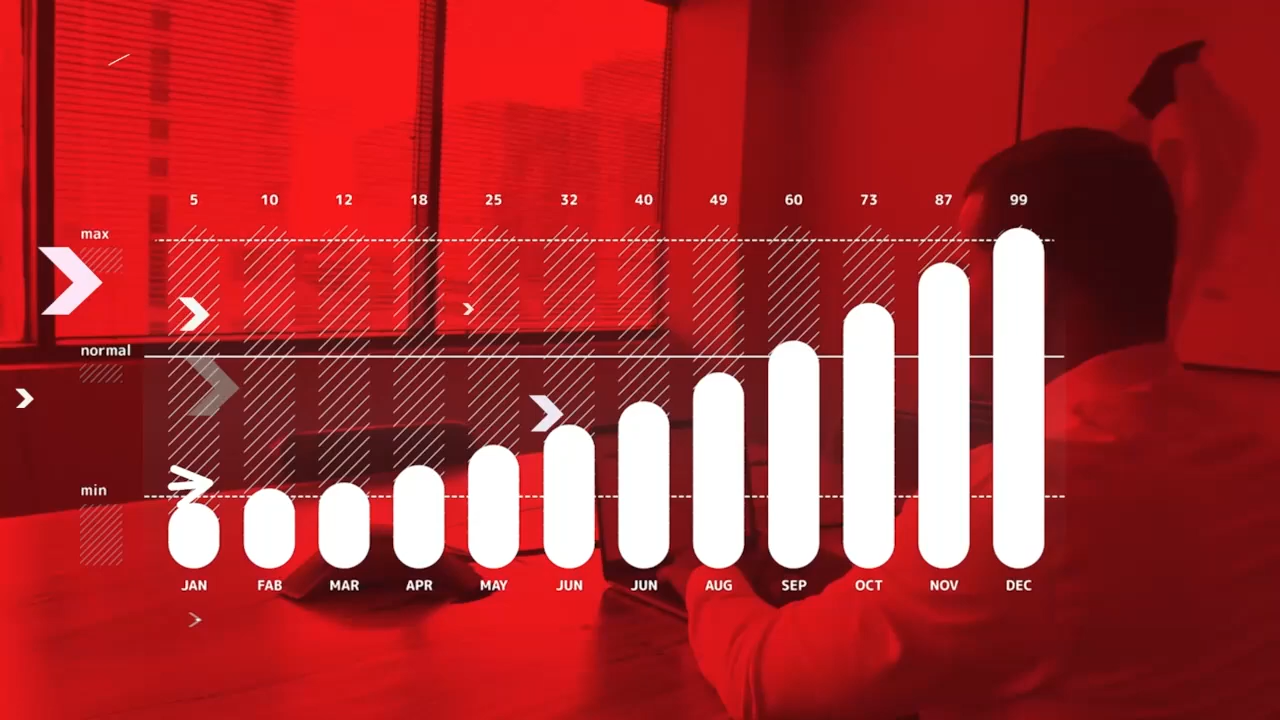 5 10 12 18 25 32 40 49 60 73 87 99
max
normal
min
JAN FAB MAR APR MAY JUN JUN AUG SEP OCT NOV DEC